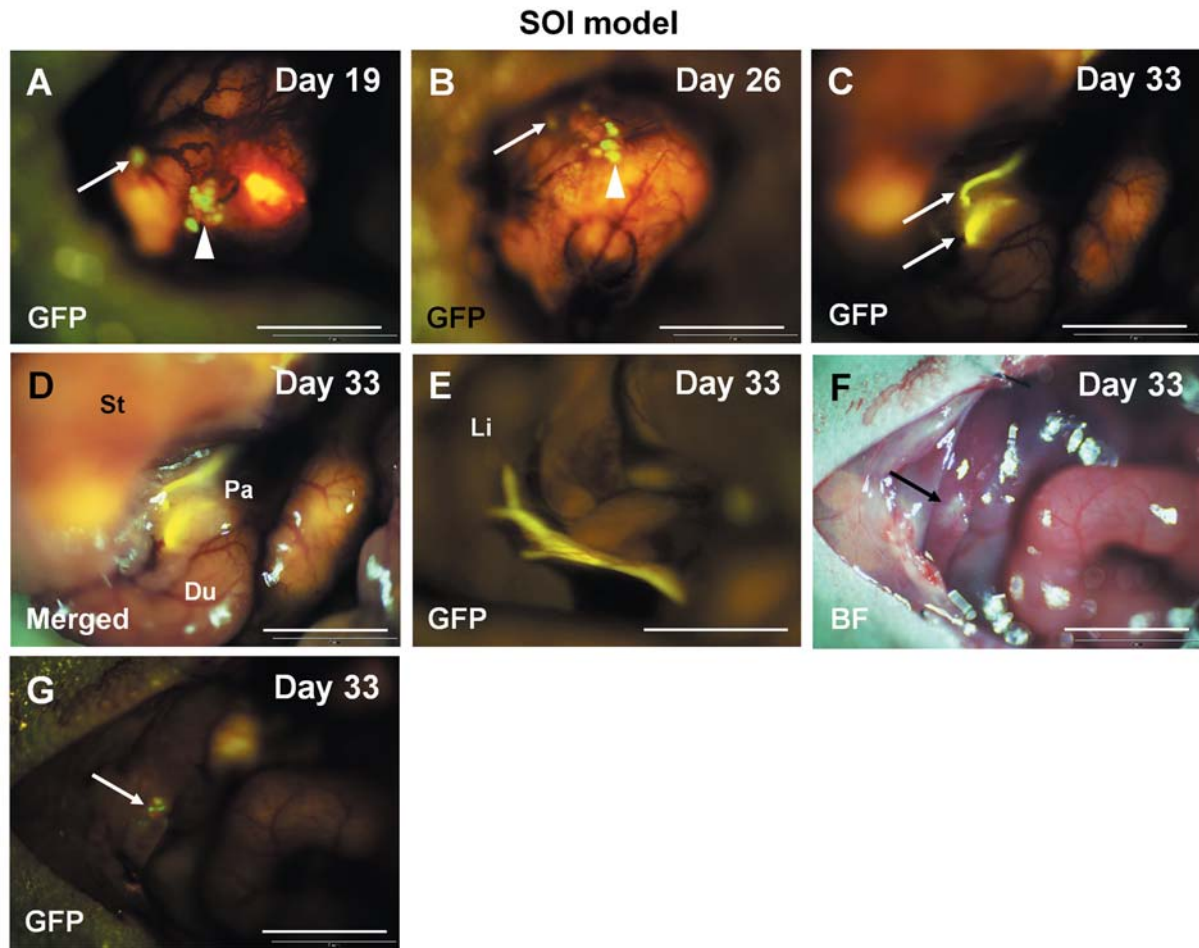 SOI model
A Day 19
GFP
B Day 26
GFP
C Day 33
GFP
D Day 33
St
Pa
Du
Merged
E Day 33
Li
GFP
F Day 33
BF
G Day 33
GFP